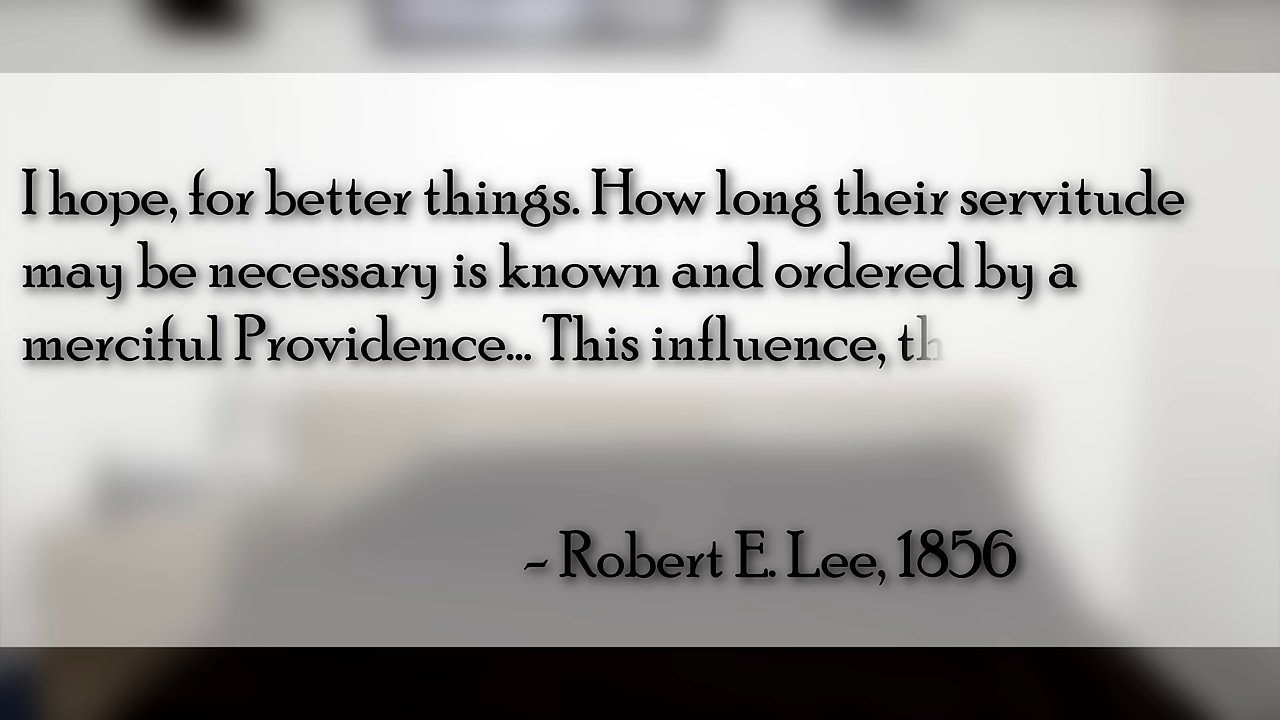 I hope, for better things. How long their servitude
may be necessary is known and ordered by a
merciful Providence... This influence, th
- Robert E. Lee, 1856